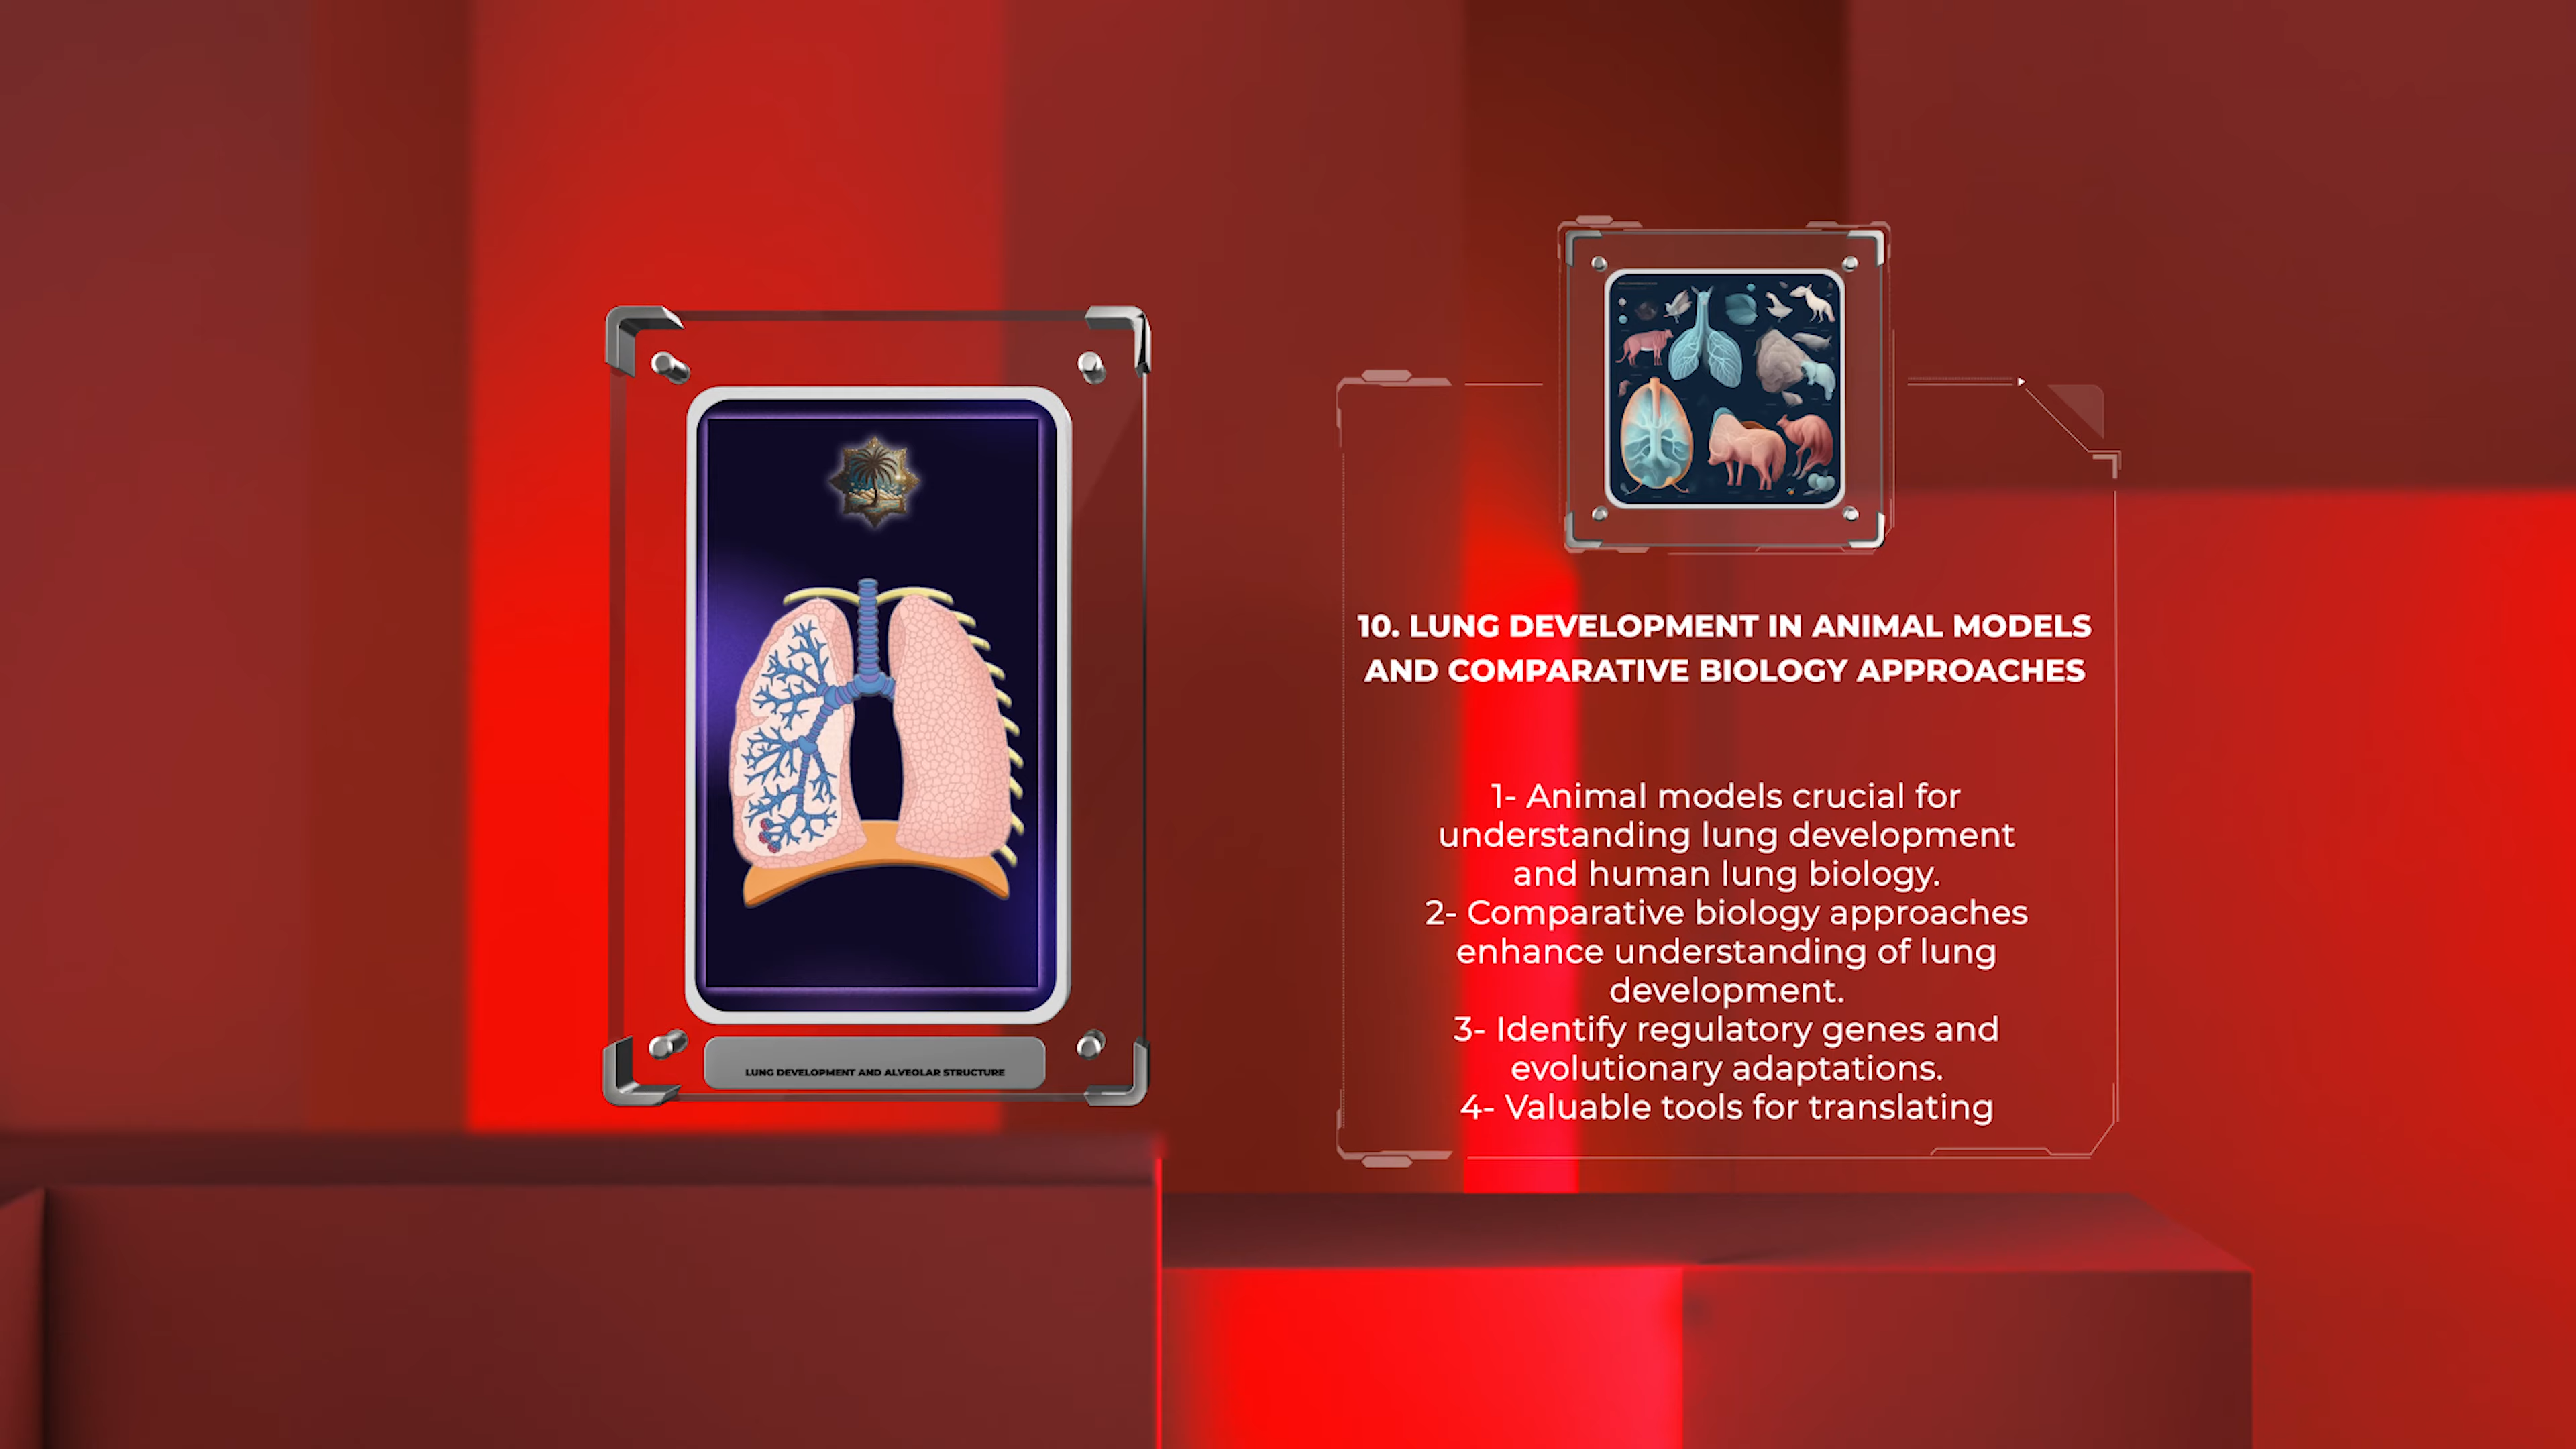 LUNG DEVELOPMENT AND ALVEOLAR STRUCTURE
10. LUNG DEVELOPMENT IN ANIMAL MODELS
AND COMPARATIVE BIOLOGY APPROACHES
1- Animal models crucial for
understanding lung development
and human lung biology.
2- Comparative biology approaches
enhance understanding of lung
development.
3- Identify regulatory genes and
evolutionary adaptations.
4- Valuable tools for translating